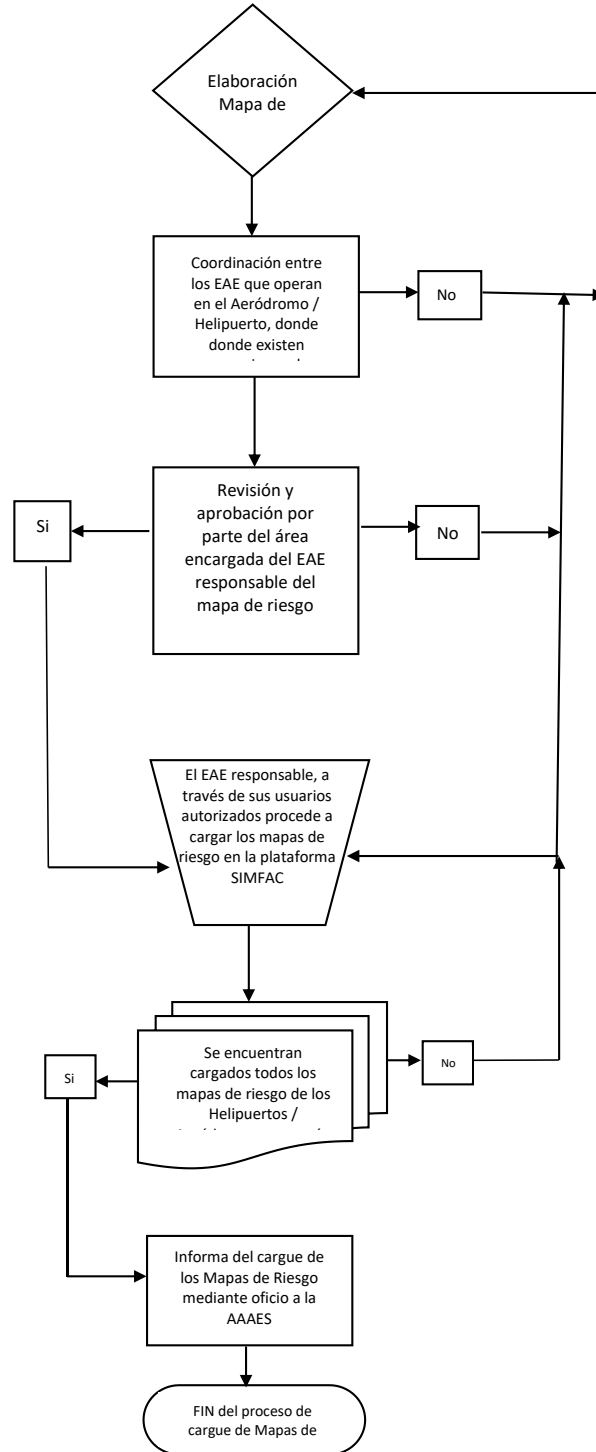 Elaboración
Mapa de
Coordinación entre
los EAE que operan
en el Aeródromo /
Helipuerto, donde
donde existen
No
Revisión y
aprobación por
parte del área
encargada del EAE
responsable del
mapa de riesgo
Si
No
El EAE responsable, a
través de sus usuarios
autorizados procede a
cargar los mapas de
riesgo en la plataforma
SIMFAC
Se encuentran
cargados todos los
mapas de riesgo de los
Helipuertos /
Si
No
Informa del cargue de
los Mapas de Riesgo
mediante oficio a la
AAAES
FIN del proceso de
cargue de Mapas de